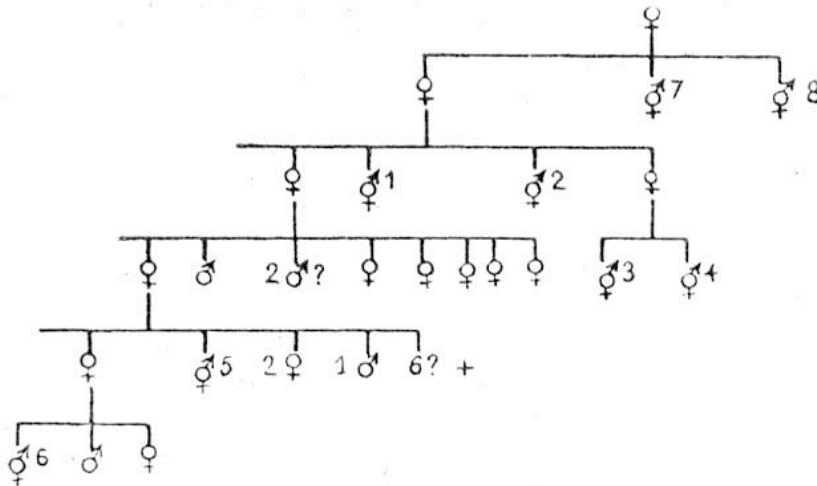 ♀
♀ ⚥7 ⚥8
♀ ⚥1 ⚥2 ♀
♀ ♂ 2 ♂? ♀ ♀ ♀ ♀ ♀ ⚥3 ⚥4
♀ ⚥5 2 ♀ 1 ♂ 6? +
⚥6 ♂ ♀